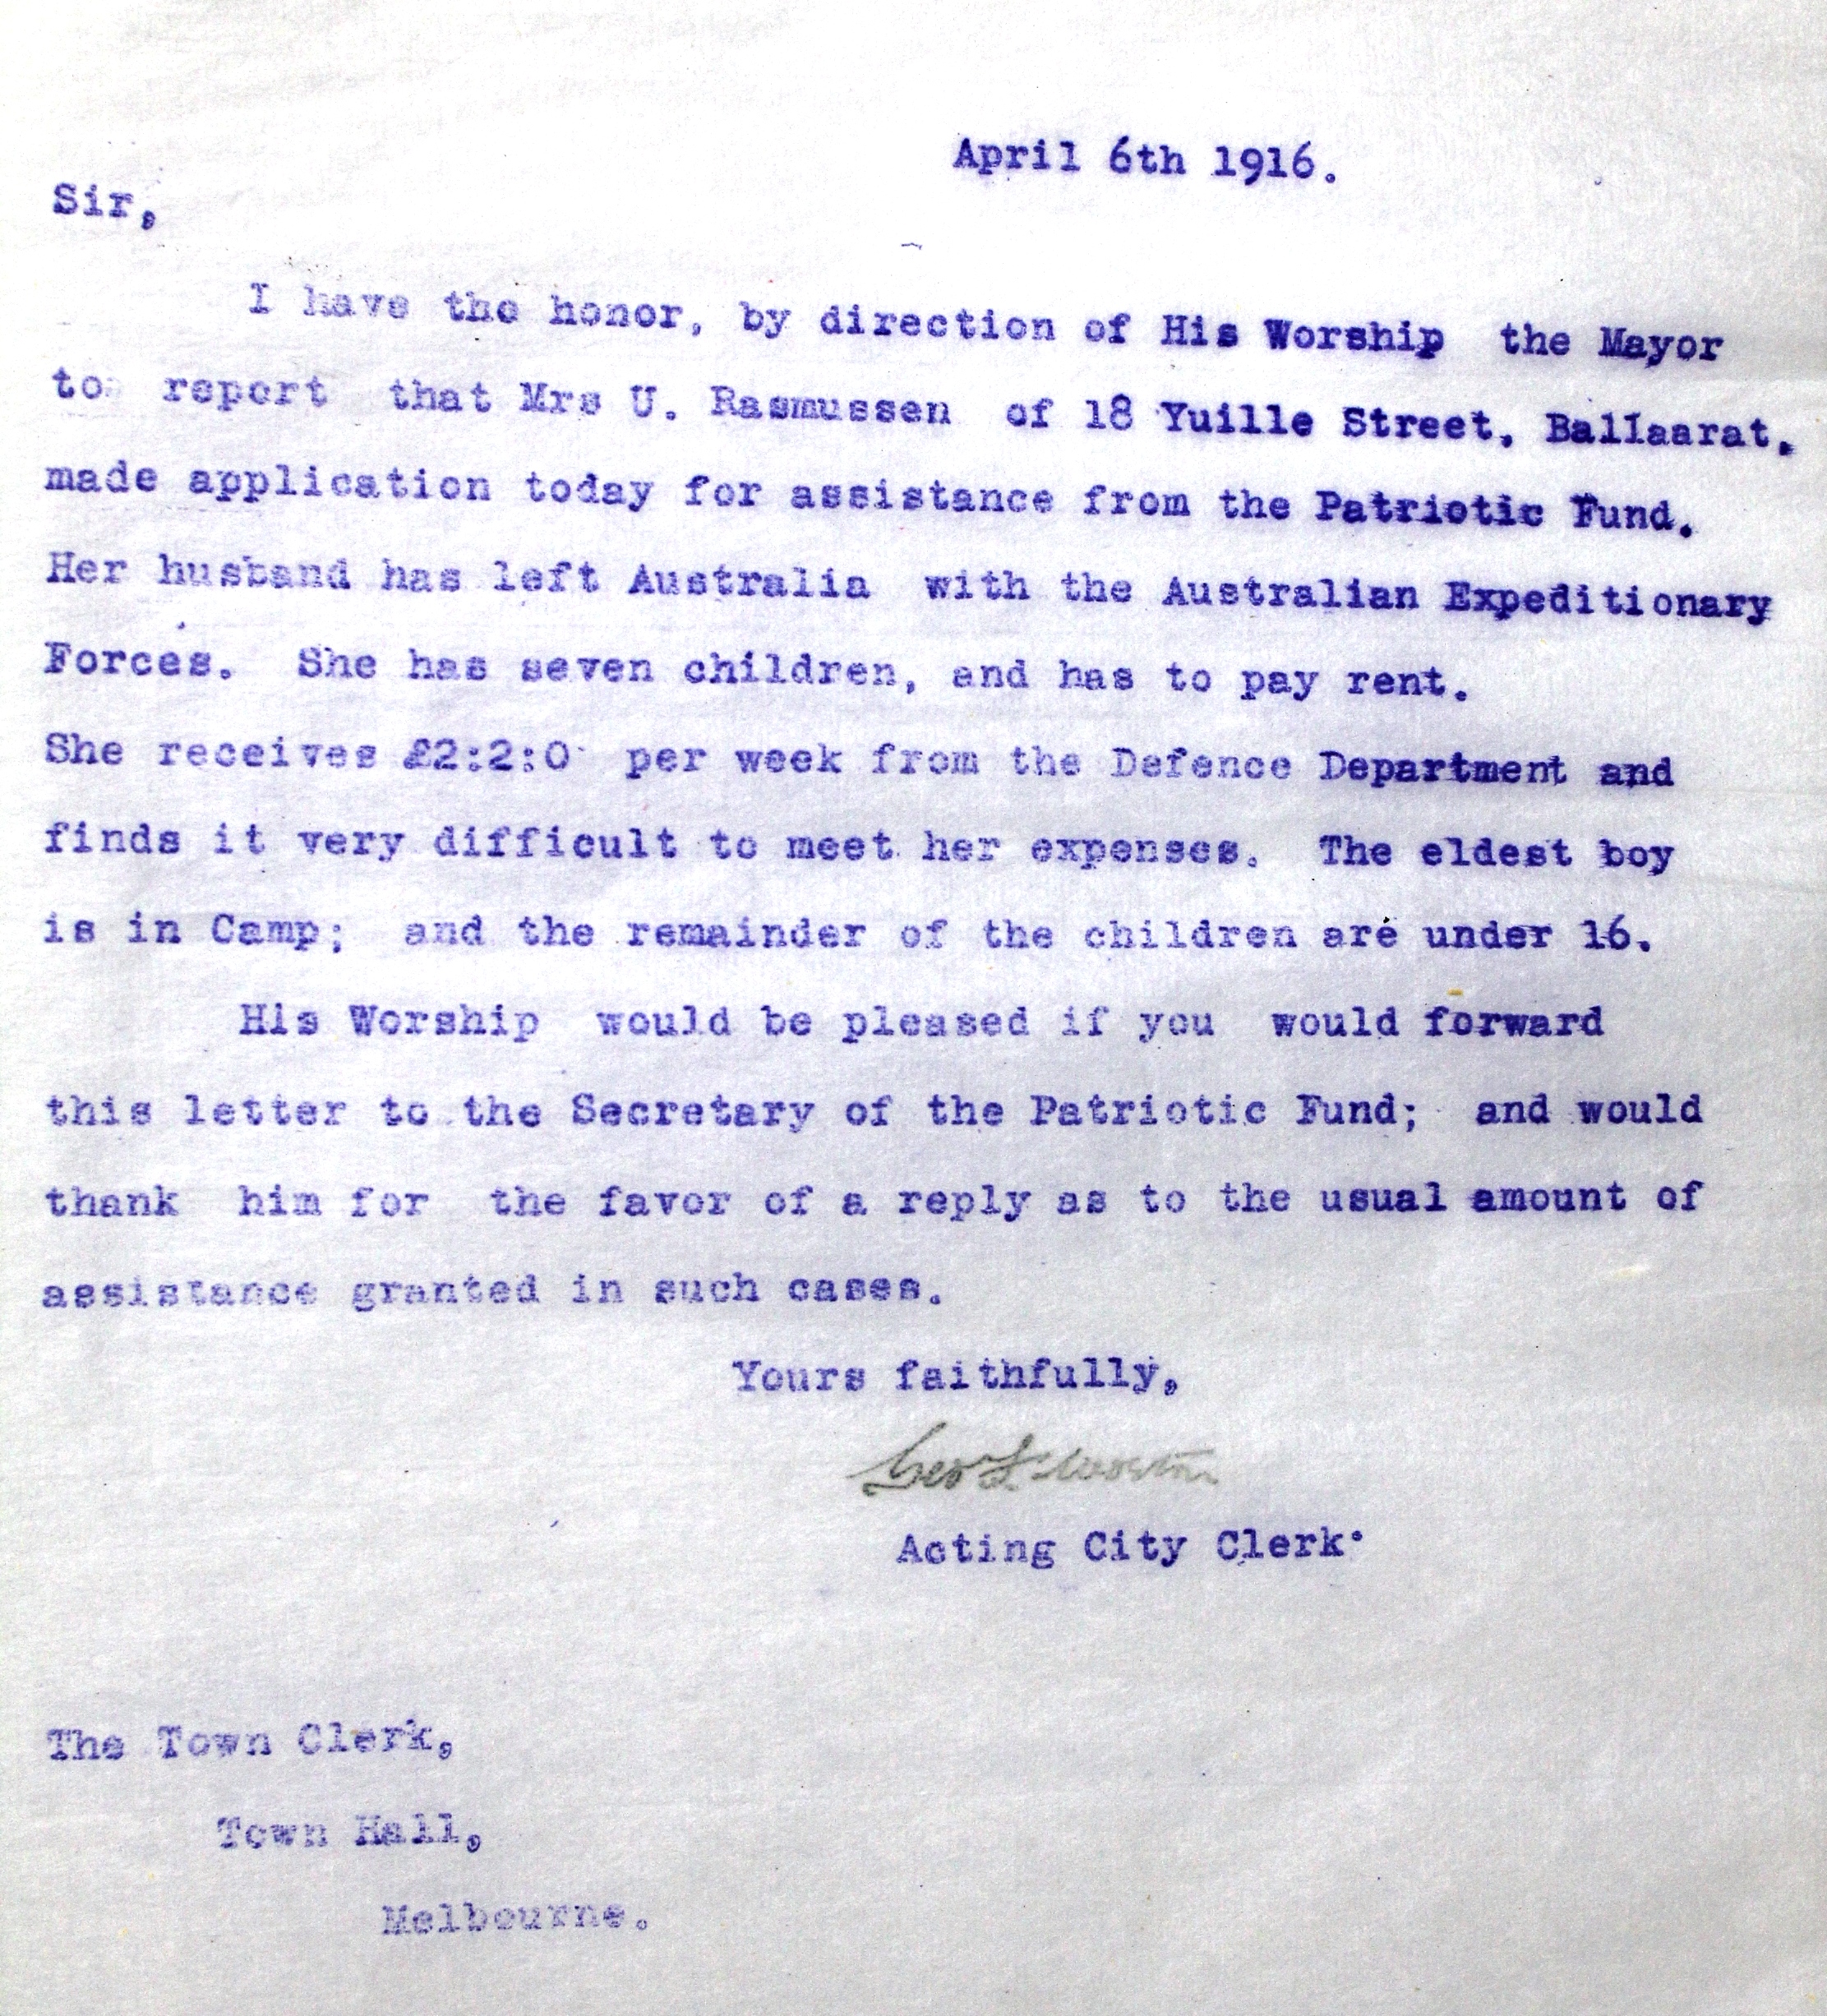 April 6th 1916.
Sir,
I have the honor, by direction of His Worship the Mayor
to report that Mrs U. Rasmussen of 18 Yuille Street, Ballaarat.
made application today for assistance from the Patriotic Fund.
Her husband has left Australia with the Australian Expeditionary
Forces. She has seven children, and has to pay rent.
She receives £2:2:0 per week from the Defence Department and
finds it very difficult to meet her expenses. The eldest boy
is in Camp; and the remainder of the children are under 16.
His Worship would be pleased if you would forward
this letter to the Secretary of the Patriotic Fund; and would
thank him for the favor of a reply as to the usual amount of
assistance granted in such cases.
Yours faithfully,
Geo F
Acting City Clerk.
The Town Clerk,
Town Hall,
Melbourne.